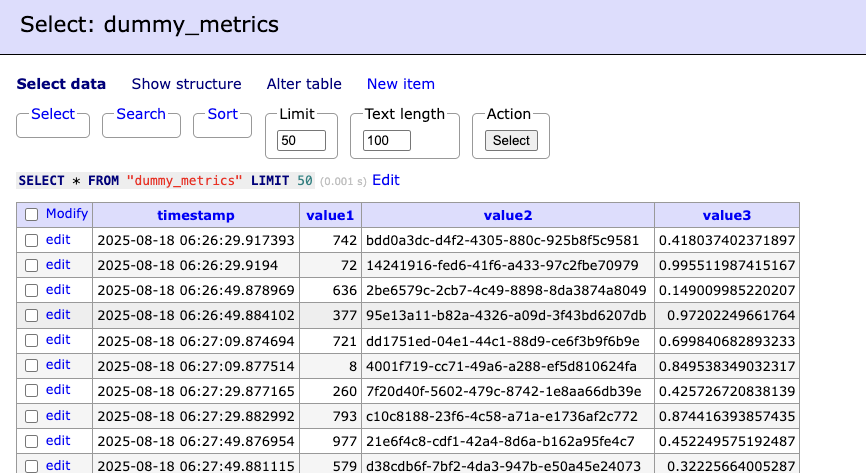 Select: dummy_metrics
Select data Show structure Alter table New item
Select Search Sort Limit Text length Action
50 100 Select
SELECT * FROM "dummy_metrics" LIMIT 50 (0.001 s) Edit
Modify timestamp value1 value2 value3
edit 2025-08-18 06:26:29.917393 742 bdd0a3dc-d4f2-4305-880c-925b8f5c9581 0.418037402371897
edit 2025-08-18 06:26:29.9194 72 14241916-fed6-41f6-a433-97c2fbe70979 0.995511987415167
edit 2025-08-18 06:26:49.878969 636 2be6579c-2cb7-4c49-8898-8da3874a8049 0.149009985220207
edit 2025-08-18 06:26:49.884102 377 95e13a11-b82a-4326-a09d-3f43bd6207db 0.97202249661764
edit 2025-08-18 06:27:09.874694 721 dd1751ed-04e1-44c1-88d9-ce6f3b9f6b9e 0.699840682893233
edit 2025-08-18 06:27:09.877514 8 4001f719-cc71-49a6-a288-ef5d810624fa 0.849538349032317
edit 2025-08-18 06:27:29.877165 260 7f20d40f-5602-479c-8742-1e8aa66db39e 0.425726720838139
edit 2025-08-18 06:27:29.882992 793 c10c8188-23f6-4c58-a71a-e1736af2c772 0.874416393857435
edit 2025-08-18 06:27:49.876954 977 21e6f4c8-cdf1-42a4-8d6a-b162a95fe4c7 0.452249575192487
edit 2025-08-18 06:27:49.881115 579 d38cdb6f-7bf2-4da3-947b-e50a45e24073 0.32225664005287